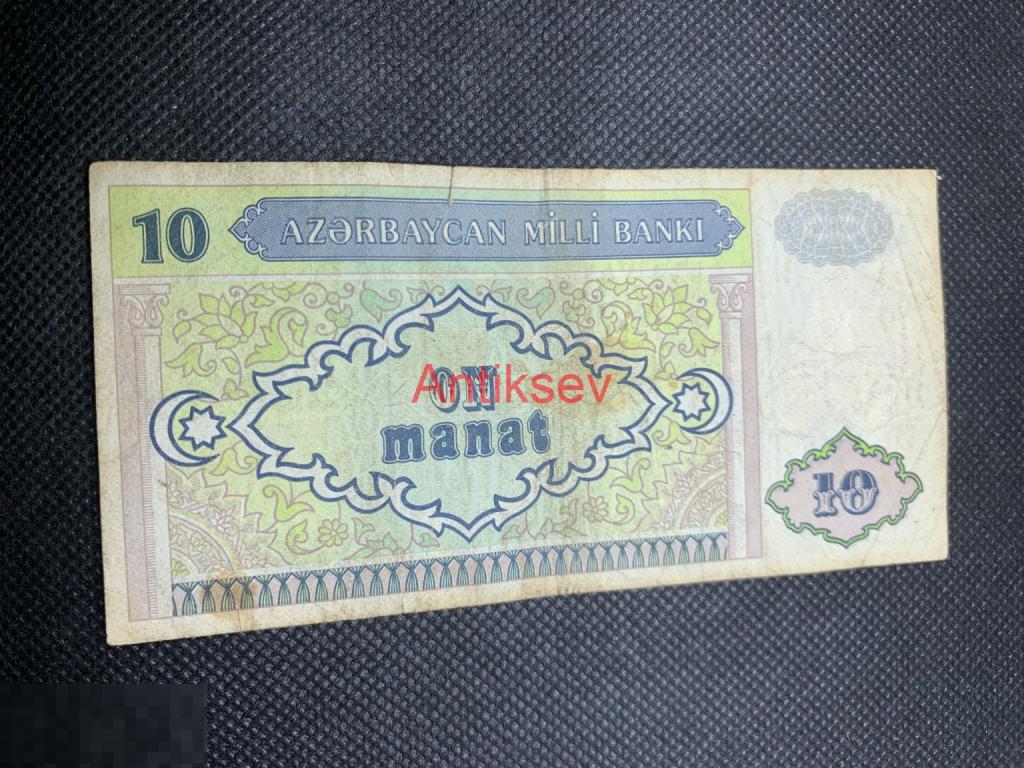 10
AZƏRBAYCAN MİLLİ BANKI
ON
Antiksev
manat
10